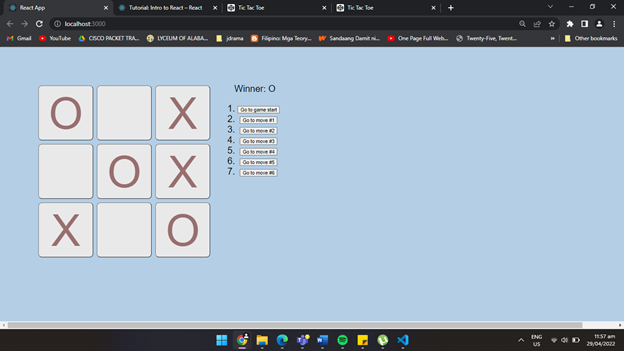 React App
Tutorial: Intro to React – React
Tic Tac Toe
Tic Tac Toe
localhost:3000
Gmail
YouTube
CISCO PACKET TRA...
LYCEUM OF ALABA...
jdrama
Filipino: Mga Teory...
Sandaang Damit ni...
One Page Full Web...
Twenty-Five, Twent...
»
Other bookmarks
O X
O X
X O
Winner: O
1. Go to game start
2. Go to move #1
3. Go to move #2
4. Go to move #3
5. Go to move #4
6. Go to move #5
7. Go to move #6
ENG
US
11:57 am
29/04/2022